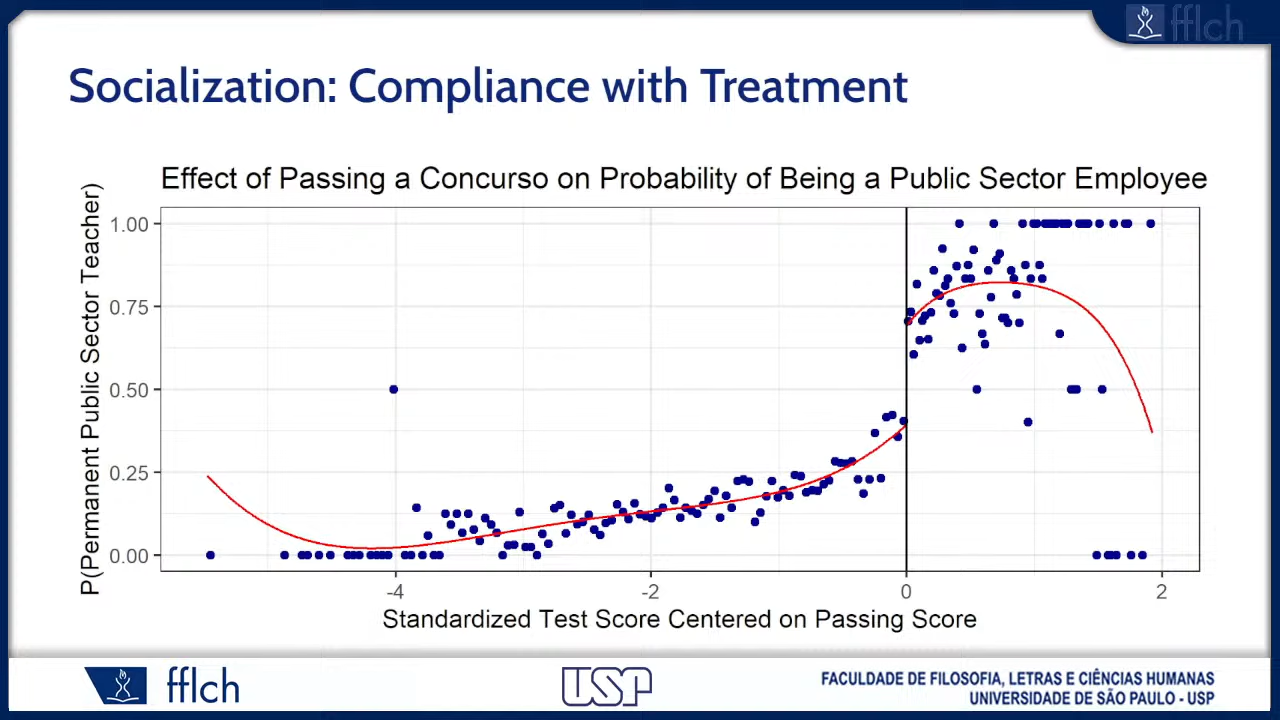 fflch
Socialization: Compliance with Treatment
Effect of Passing a Concurso on Probability of Being a Public Sector Employee
P(Permanent Public Sector Teacher)
1.00
0.75
0.50
0.25
0.00
-4
-2
0
2
Standardized Test Score Centered on Passing Score
fflch
USP
FACULDADE DE FILOSOFIA, LETRAS E CIÊNCIAS HUMANAS
UNIVERSIDADE DE SÃO PAULO - USP